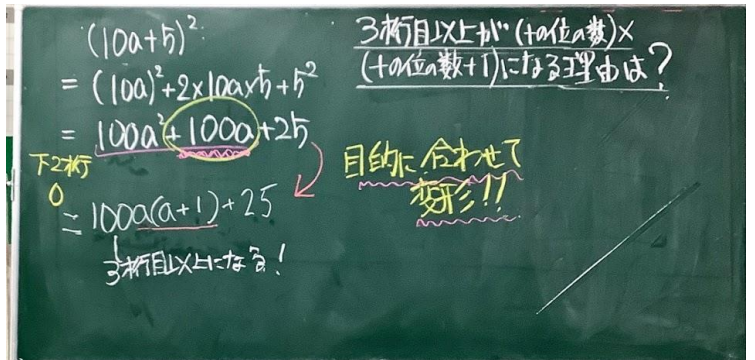 (10a+5)²
= (10a)²+2×10a×5+5²
= 100a²+100a+25
下2桁
0
= 100a(a+1)+25
3桁目以上になる！
3桁目以上が(十の位の数)×
(十の位の数+1)になる理由は？
目的に合わせて
変形!!